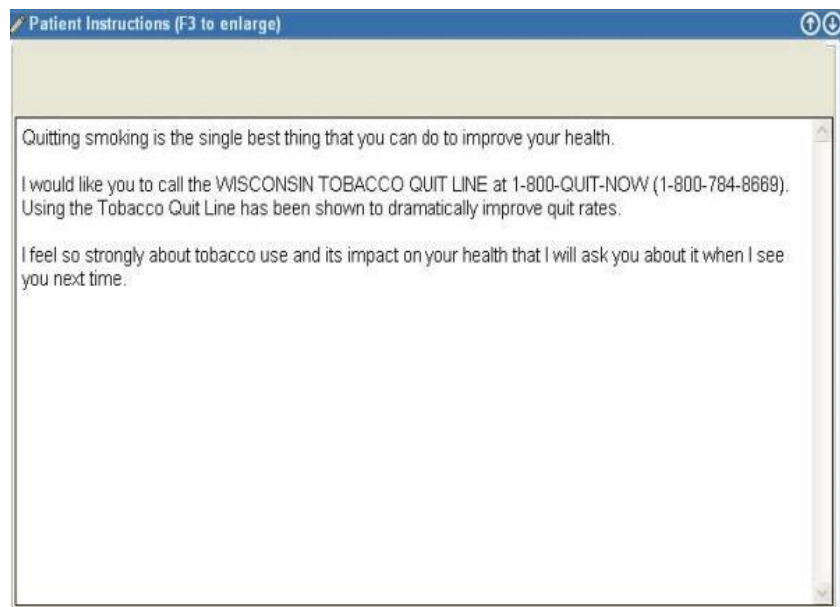 Patient Instructions (F3 to enlarge)
Quitting smoking is the single best thing that you can do to improve your health.
I would like you to call the WISCONSIN TOBACCO QUIT LINE at 1-800-QUIT-NOW (1-800-784-8669).
Using the Tobacco Quit Line has been shown to dramatically improve quit rates.
I feel so strongly about tobacco use and its impact on your health that I will ask you about it when I see
you next time.